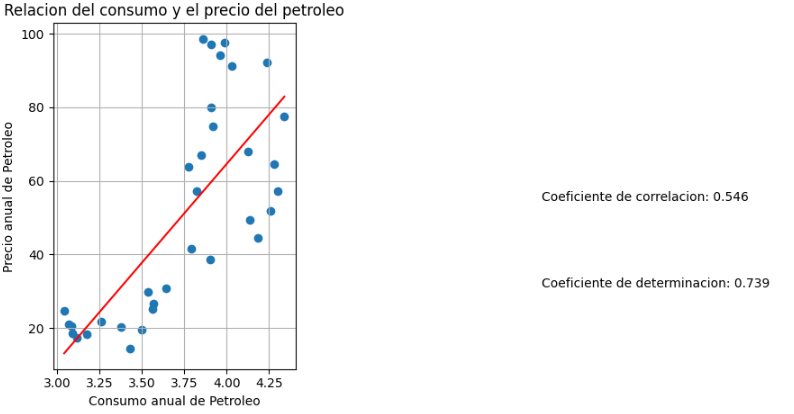 Relacion del consumo y el precio del petroleo
100
80
60
40
20
Precio anual de Petroleo
3.00 3.25 3.50 3.75 4.00 4.25
Consumo anual de Petroleo
Coeficiente de correlacion: 0.546
Coeficiente de determinacion: 0.739